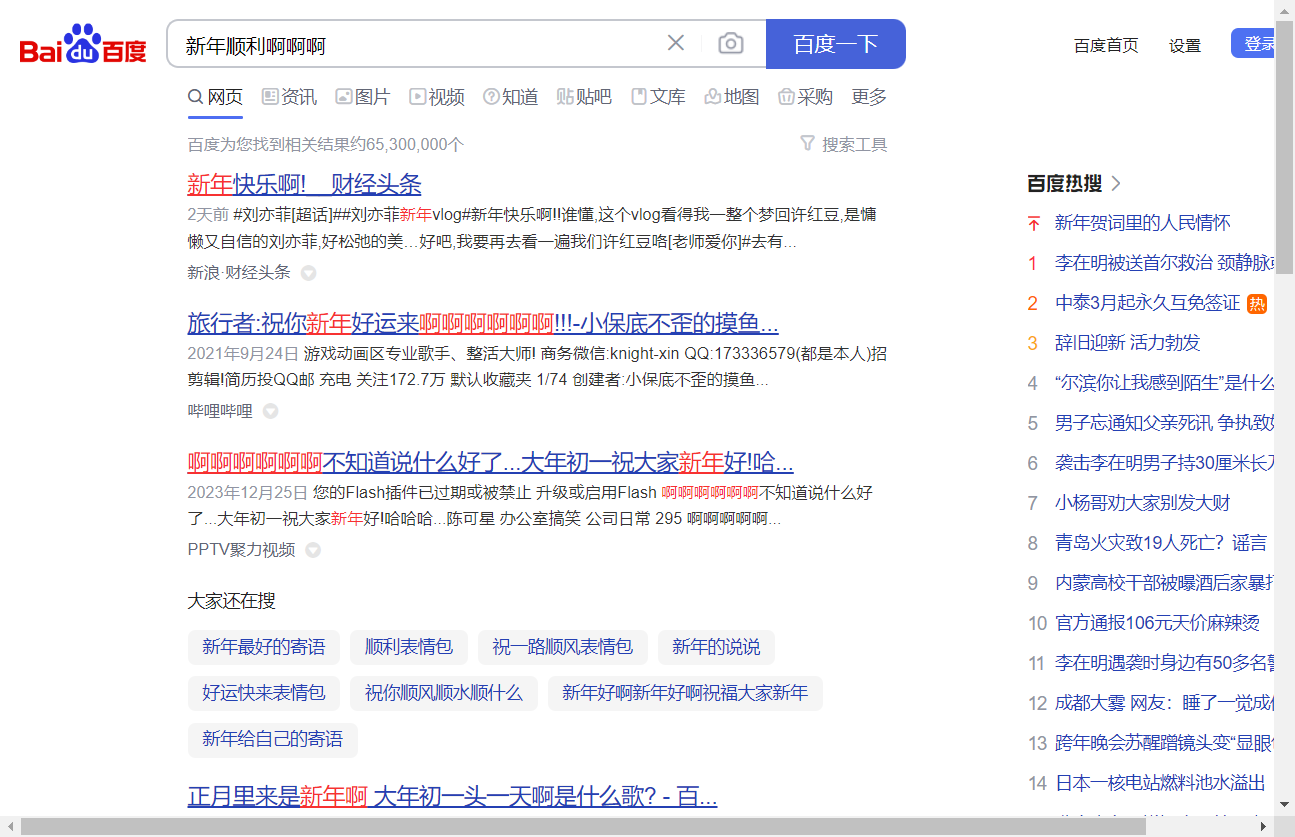 Bai du 百度
新年顺利啊啊啊
百度一下
百度首页 设置 登录
网页 资讯 图片 视频 知道 贴贴吧 文库 地图 采购 更多
百度为您找到相关结果约65,300,000个 搜索工具
新年快乐啊!__财经头条
2天前 #刘亦菲[超话]##刘亦菲新年vlog#新年快乐啊!!谁懂,这个vlog看得我一整个梦回许红豆,是慵
懒又自信的刘亦菲,好松弛的美...好吧,我要再去看一遍我们许红豆咯[老师爱你]#去有...
新浪·财经头条
旅行者:祝你新年好运来啊啊啊啊啊啊!!!-小保底不歪的摸鱼...
2021年9月24日 游戏动画区专业歌手、整活大师! 商务微信:knight-xin QQ:173336579(都是本人)招
剪辑!简历投QQ邮 充电 关注172.7万 默认收藏夹 1/74 创建者:小保底不歪的摸鱼...
哔哩哔哩
啊啊啊啊啊啊不知道说什么好了...大年初一祝大家新年好!哈...
2023年12月25日 您的Flash插件已过期或被禁止 升级或启用Flash 啊啊啊啊啊啊不知道说什么好
了...大年初一祝大家新年好!哈哈哈...陈可星 办公室搞笑 公司日常 295 啊啊啊啊啊...
PPTV聚力视频
大家还在搜
新年最好的寄语 顺利表情包 祝一路顺风表情包 新年的说说
好运快来表情包 祝你顺风顺水顺什么 新年好啊新年好啊祝福大家新年
新年给自己的寄语
正月里来是新年啊 大年初一头一天啊是什么歌? - 百...
百度热搜
新年贺词里的人民情怀
1 李在明被送首尔救治 颈静脉
2 中泰3月起永久互免签证 热
3 辞旧迎新 活力勃发
4 “尔滨你让我感到陌生”是什么
5 男子忘通知父亲死讯 争执致
6 袭击李在明男子持30厘米长
7 小杨哥劝大家别发大财
8 青岛火灾致19人死亡？谣言
9 内蒙高校干部被曝酒后家暴
10 官方通报106元天价麻辣烫
11 李在明遇袭时身边有50多名
12 成都大雾 网友：睡了一觉成
13 跨年晚会苏醒蹭镜头变“显眼
14 日本一核电站燃料池水溢出